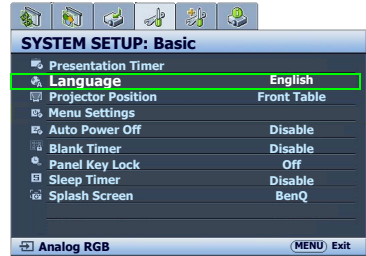 SYSTEM SETUP: Basic
Presentation Timer
Language English
Projector Position Front Table
Menu Settings
Auto Power Off Disable
Blank Timer Disable
Panel Key Lock Off
Sleep Timer Disable
Splash Screen BenQ
Analog RGB MENU Exit